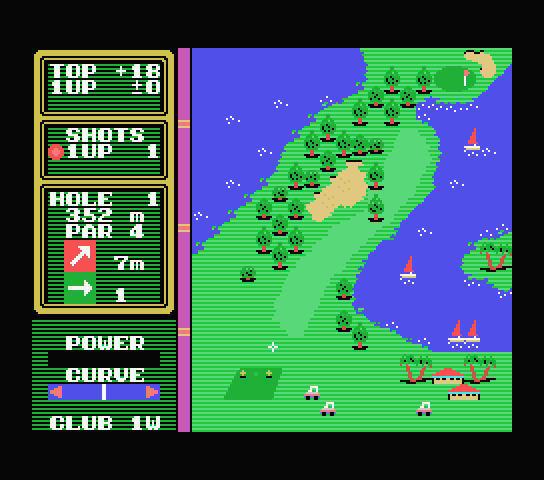 TOP +18
1UP ±0
SHOTS
1UP 1
HOLE 1
352 m
PAR 4
7m
1
POWER
CURVE
CLUB 1W